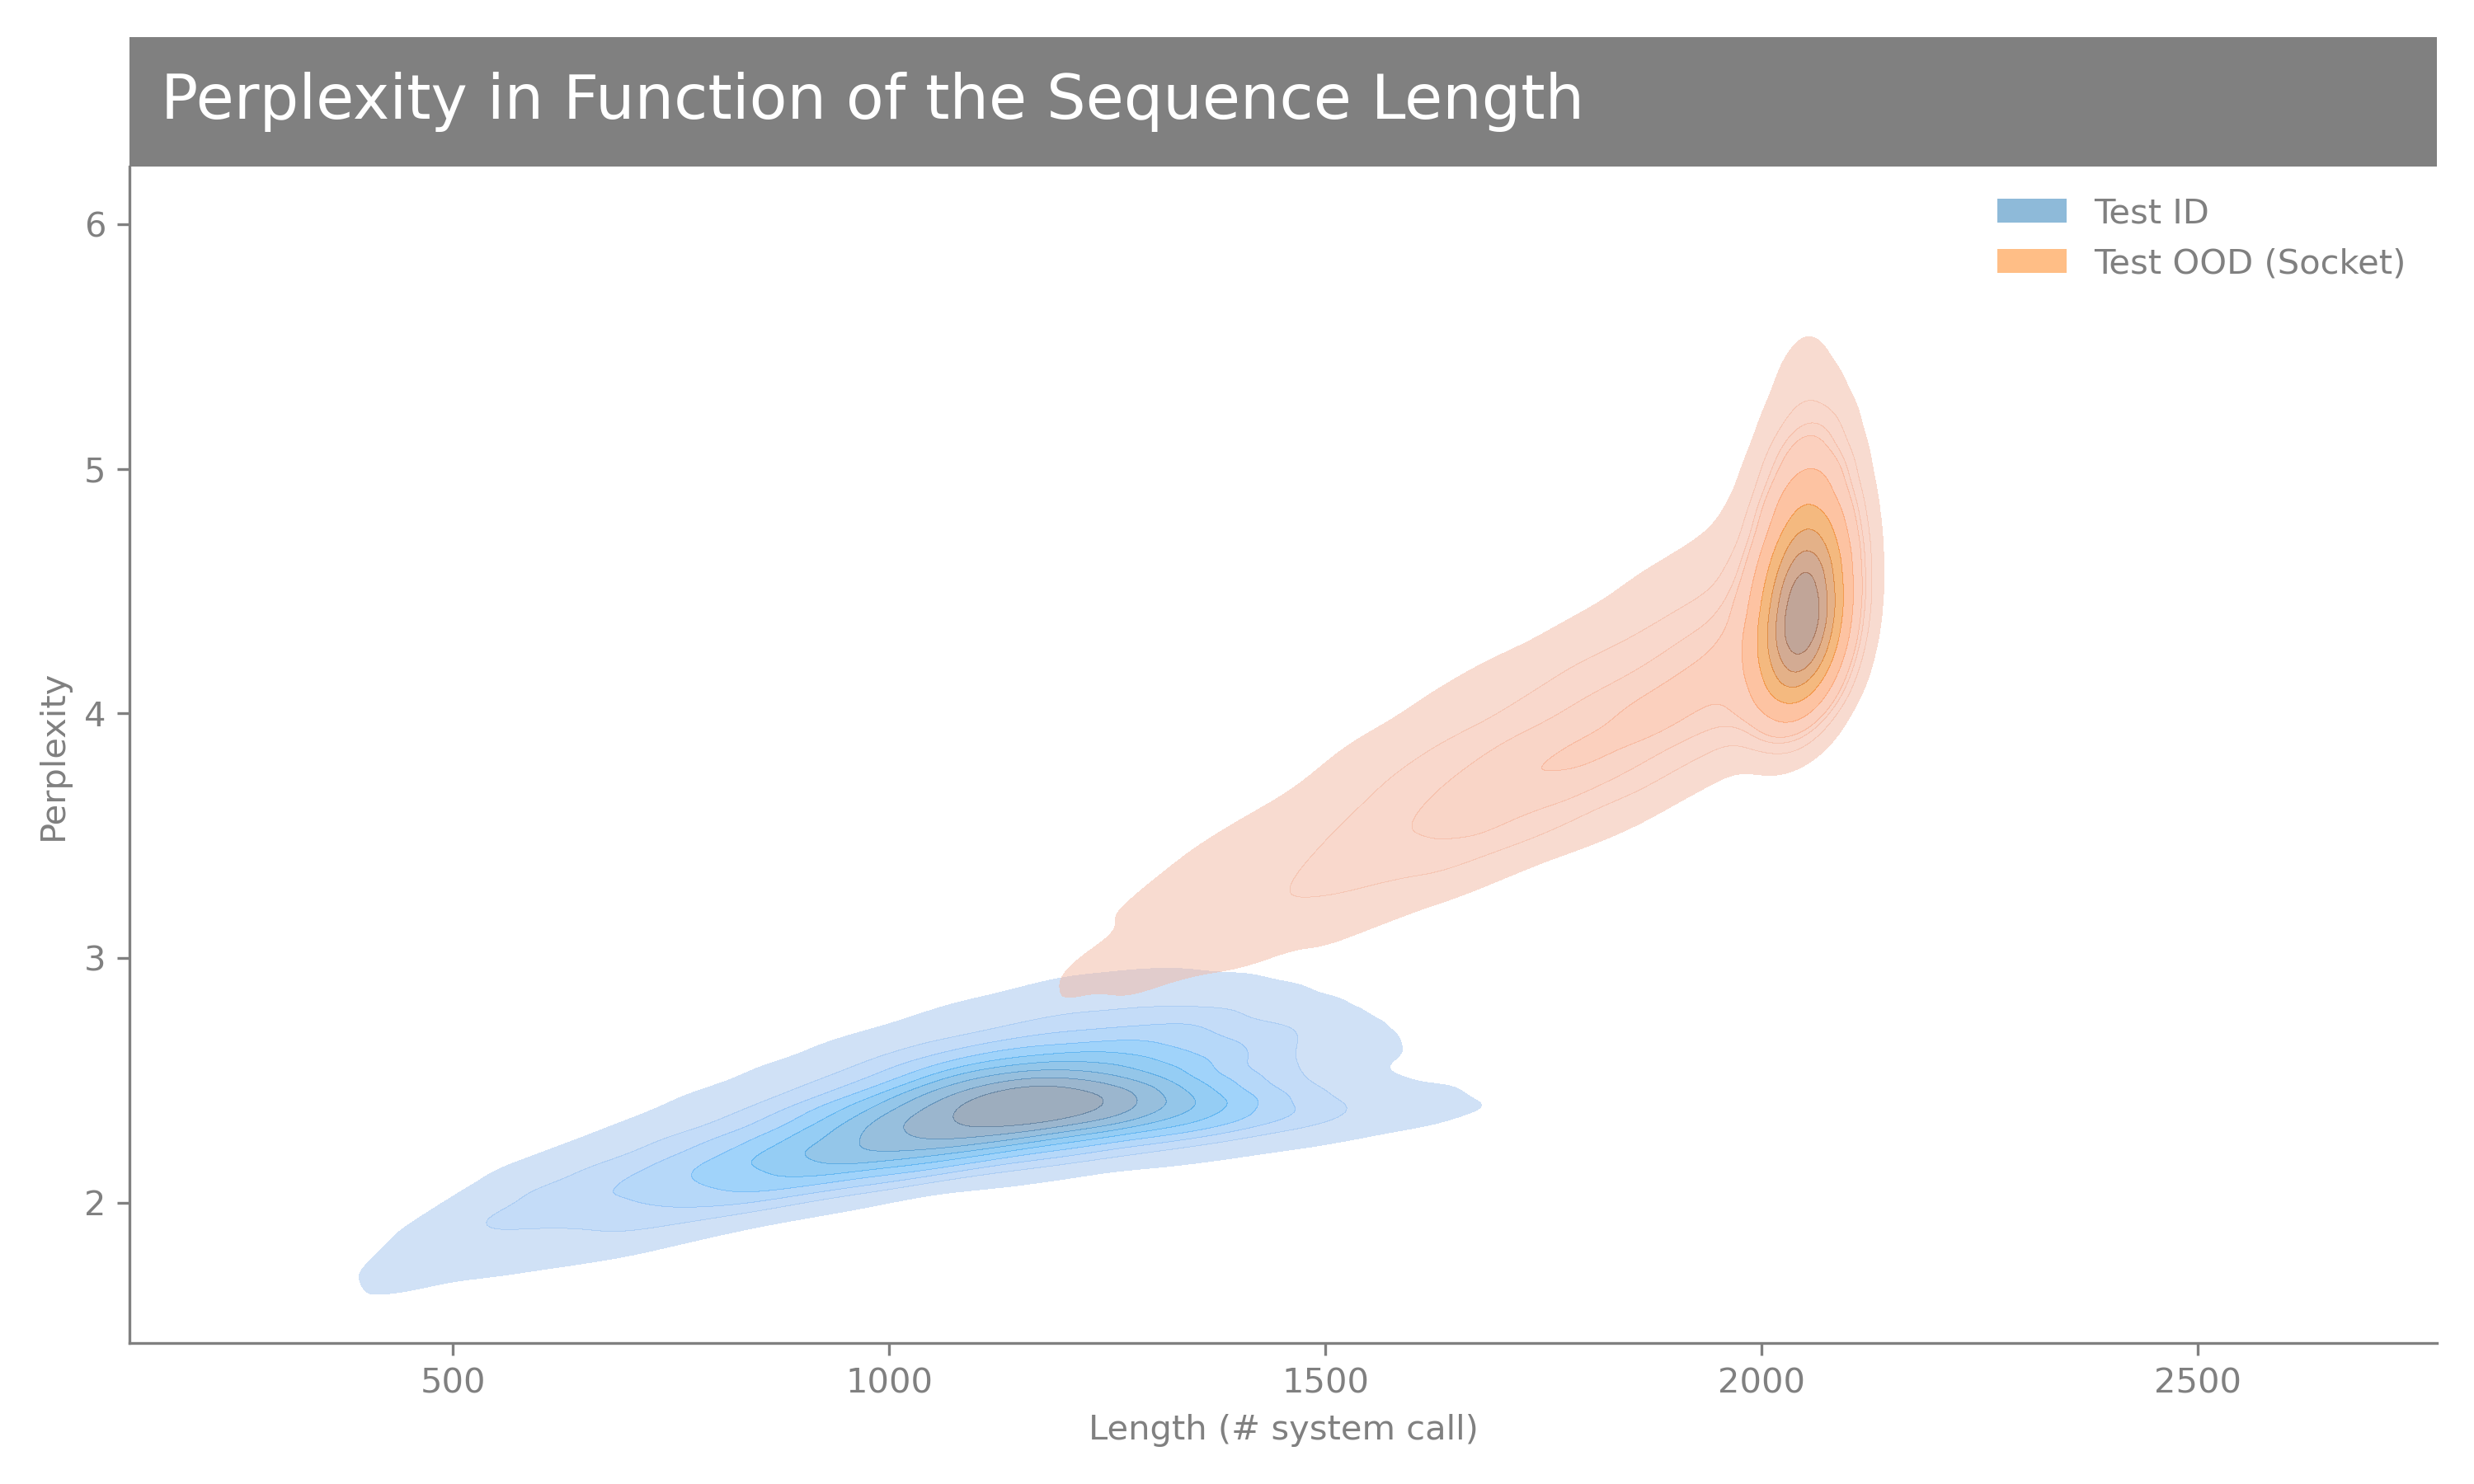 Perplexity in Function of the Sequence Length
Test ID
Test OOD (Socket)
6
5
4
3
2
Perplexity
500 1000 1500 2000 2500
Length (# system call)